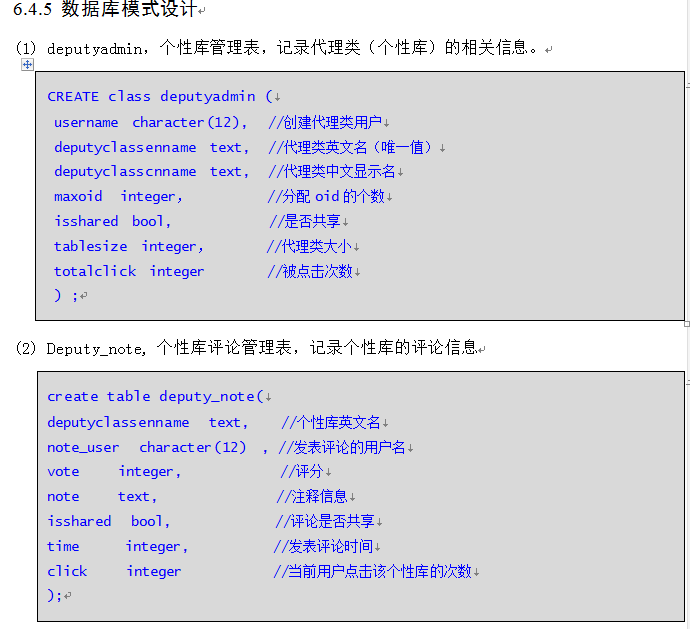 6.4.5 数据库模式设计
(1) deputyadmin，个性库管理表，记录代理类（个性库）的相关信息。
CREATE class deputyadmin (
username character(12), //创建代理类用户
deputyclassenname text, //代理类英文名（唯一值）
deputyclasscnname text, //代理类中文显示名
maxoid integer, //分配 oid 的个数
isshared bool, //是否共享
tablesize integer, //代理类大小
totalclick integer //被点击次数
) ;
(2) Deputy_note, 个性库评论管理表，记录个性库的评论信息
create table deputy_note(
deputyclassenname text, //个性库英文名
note_user character(12) , //发表评论的用户名
vote integer, //评分
note text, //注释信息
isshared bool, //评论是否共享
time integer, //发表评论时间
click integer //当前用户点击该个性库的次数
);